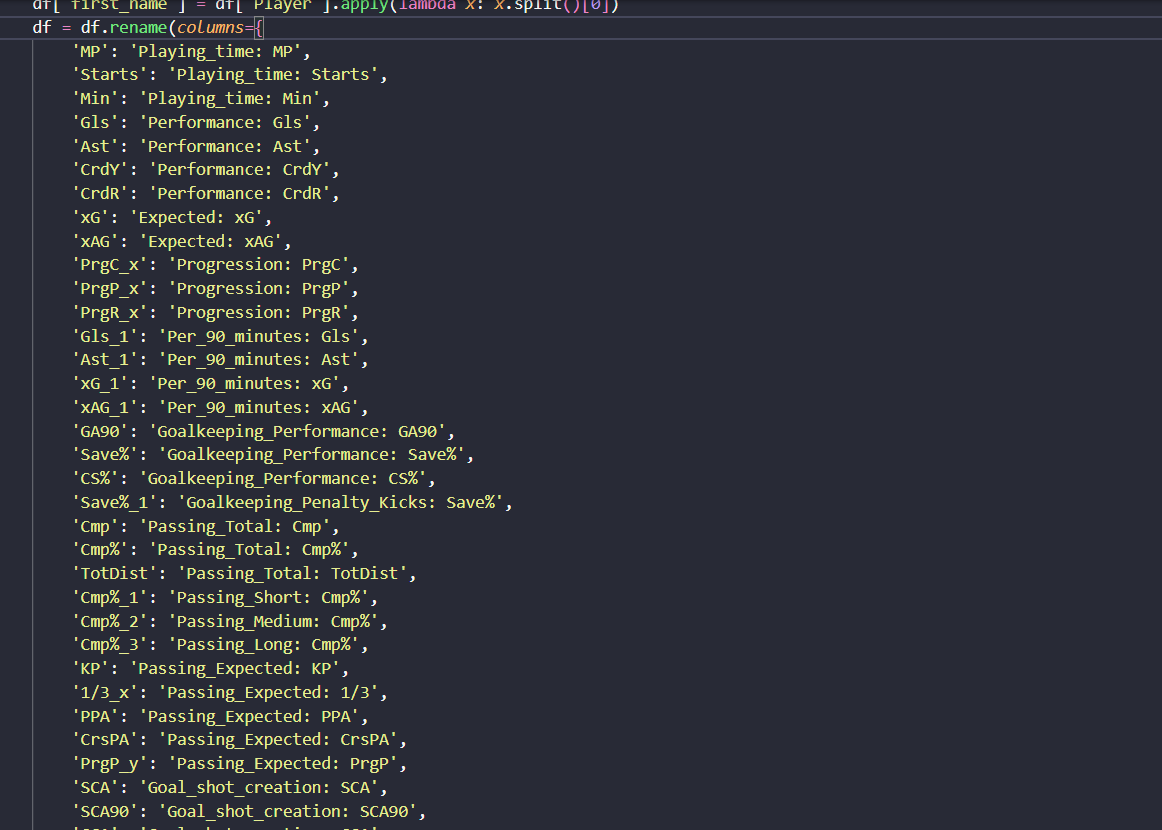 df['first_name'] = df['Player'].apply(lambda x: x.split()[0])
df = df.rename(columns={
'MP': 'Playing_time: MP',
'Starts': 'Playing_time: Starts',
'Min': 'Playing_time: Min',
'Gls': 'Performance: Gls',
'Ast': 'Performance: Ast',
'CrdY': 'Performance: CrdY',
'CrdR': 'Performance: CrdR',
'xG': 'Expected: xG',
'xAG': 'Expected: xAG',
'PrgC_x': 'Progression: PrgC',
'PrgP_x': 'Progression: PrgP',
'PrgR_x': 'Progression: PrgR',
'Gls_1': 'Per_90_minutes: Gls',
'Ast_1': 'Per_90_minutes: Ast',
'xG_1': 'Per_90_minutes: xG',
'xAG_1': 'Per_90_minutes: xAG',
'GA90': 'Goalkeeping_Performance: GA90',
'Save%': 'Goalkeeping_Performance: Save%',
'CS%': 'Goalkeeping_Performance: CS%',
'Save%_1': 'Goalkeeping_Penalty_Kicks: Save%',
'Cmp': 'Passing_Total: Cmp',
'Cmp%': 'Passing_Total: Cmp%',
'TotDist': 'Passing_Total: TotDist',
'Cmp%_1': 'Passing_Short: Cmp%',
'Cmp%_2': 'Passing_Medium: Cmp%',
'Cmp%_3': 'Passing_Long: Cmp%',
'KP': 'Passing_Expected: KP',
'1/3_x': 'Passing_Expected: 1/3',
'PPA': 'Passing_Expected: PPA',
'CrsPA': 'Passing_Expected: CrsPA',
'PrgP_y': 'Passing_Expected: PrgP',
'SCA': 'Goal_shot_creation: SCA',
'SCA90': 'Goal_shot_creation: SCA90',